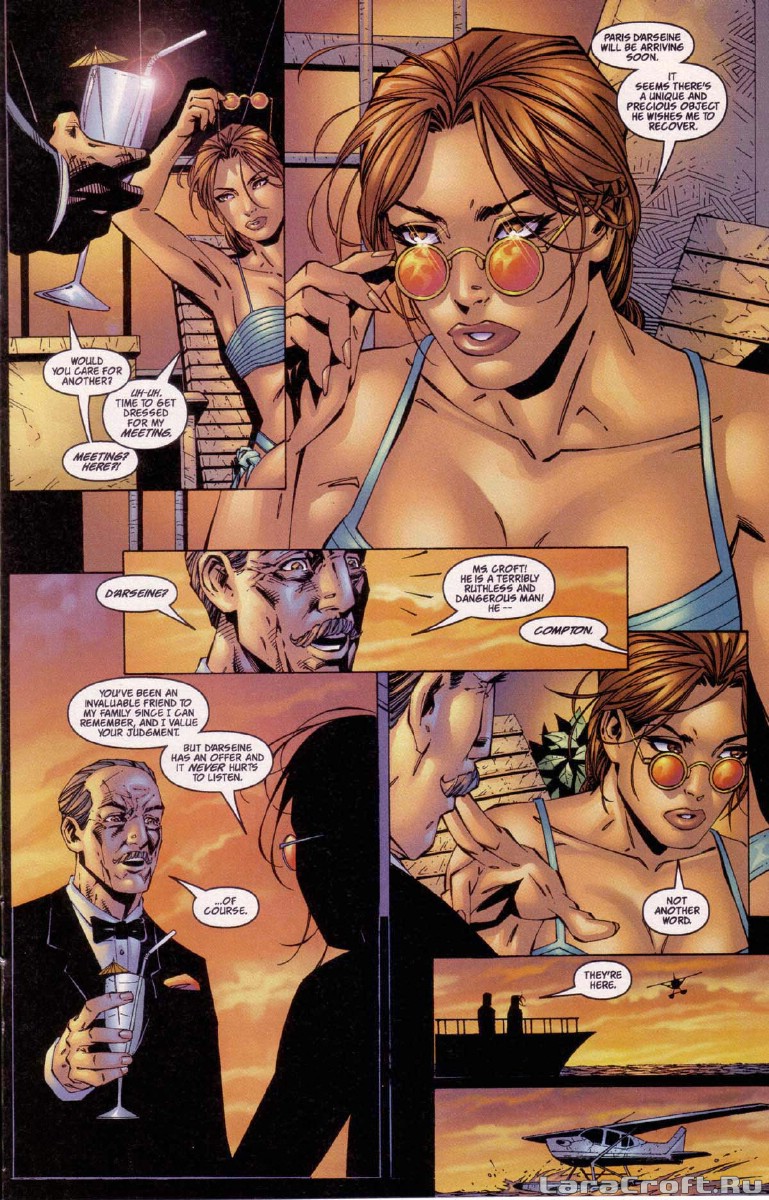 WOULD
YOU CARE FOR
ANOTHER?
MEETING?
HERE?!
UH-UH.
TIME TO GET
DRESSED
FOR MY
MEETING.
PARIS D'ARSEINE
WILL BE ARRIVING
SOON.
IT
SEEMS THERE'S
A UNIQUE AND
PRECIOUS OBJECT
HE WISHES ME TO
RECOVER.
D'ARSEINE?
MS. CROFT!
HE IS A TERRIBLY
RUTHLESS AND
DANGEROUS MAN!
HE --
COMPTON.
YOU'VE BEEN AN
INVALUABLE FRIEND TO
MY FAMILY SINCE I CAN
REMEMBER, AND I VALUE
YOUR JUDGMENT.
BUT D'ARSEINE
HAS AN OFFER AND
IT NEVER HURTS
TO LISTEN.
...OF
COURSE.
NOT
ANOTHER
WORD.
THEY'RE
HERE.
LaraCroft.Ru